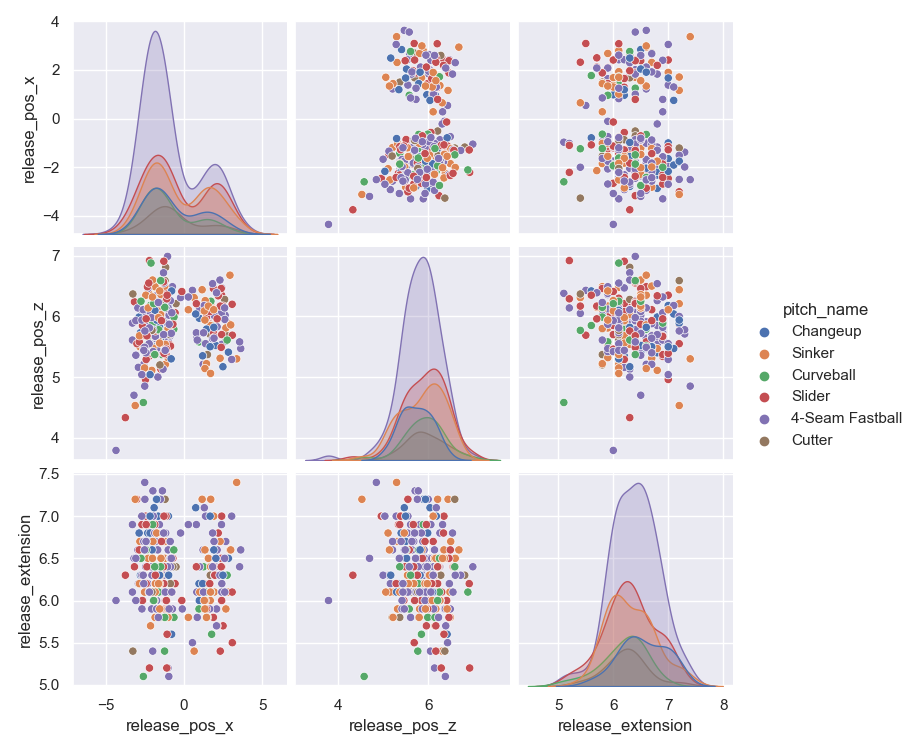 4
2
0
−2
−4
release_pos_x
7
6
5
4
release_pos_z
pitch_name
Changeup
Sinker
Curveball
Slider
4-Seam Fastball
Cutter
7.5
7.0
6.5
6.0
5.5
5.0
release_extension
−5 0 5 4 6 5 6 7 8
release_pos_x release_pos_z release_extension